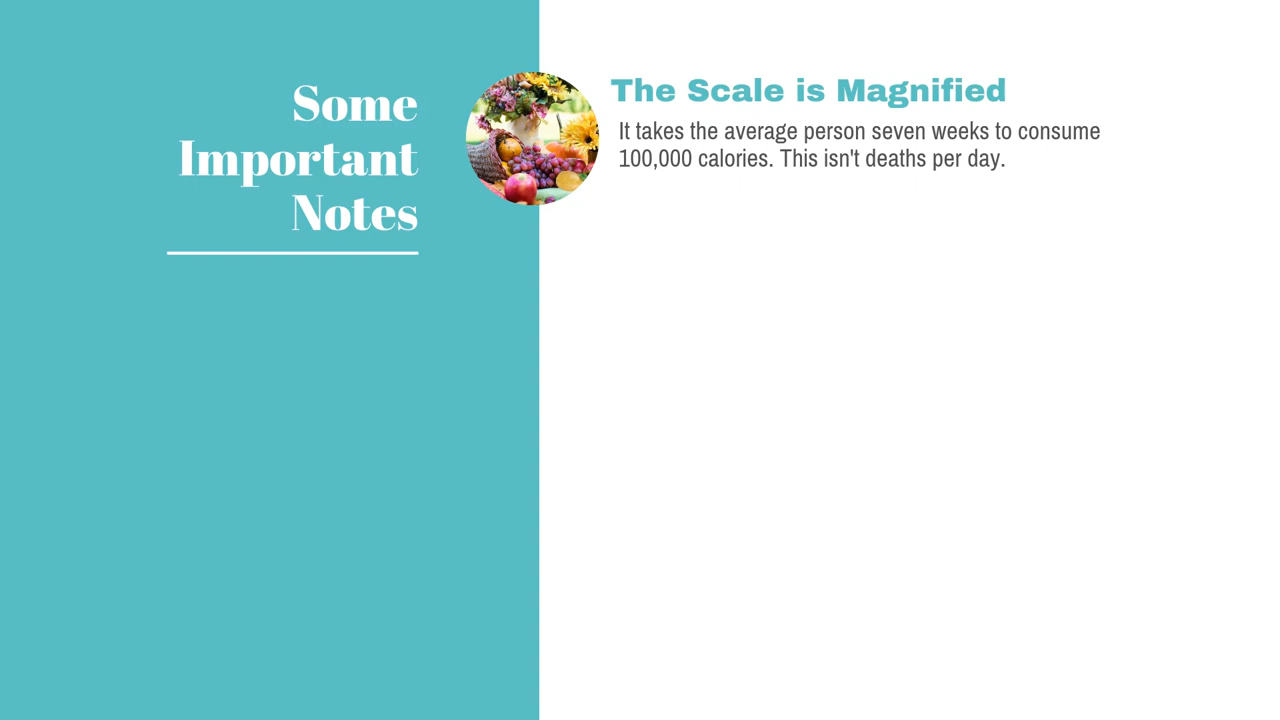 Some
Important
Notes
The Scale is Magnified
It takes the average person seven weeks to consume
100,000 calories. This isn't deaths per day.